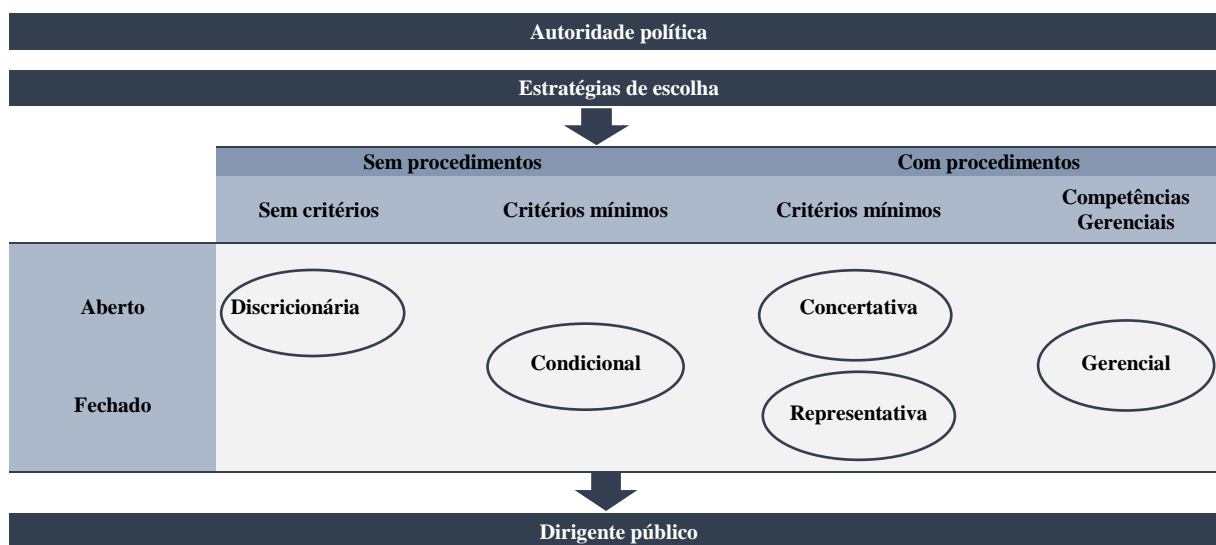 Autoridade política
Estratégias de escolha
Sem procedimentos
Com procedimentos
Sem critérios
Critérios mínimos
Critérios mínimos
Competências
Gerenciais
Aberto
Discricionária
Concertativa
Condicional
Gerencial
Fechado
Representativa
Dirigente público